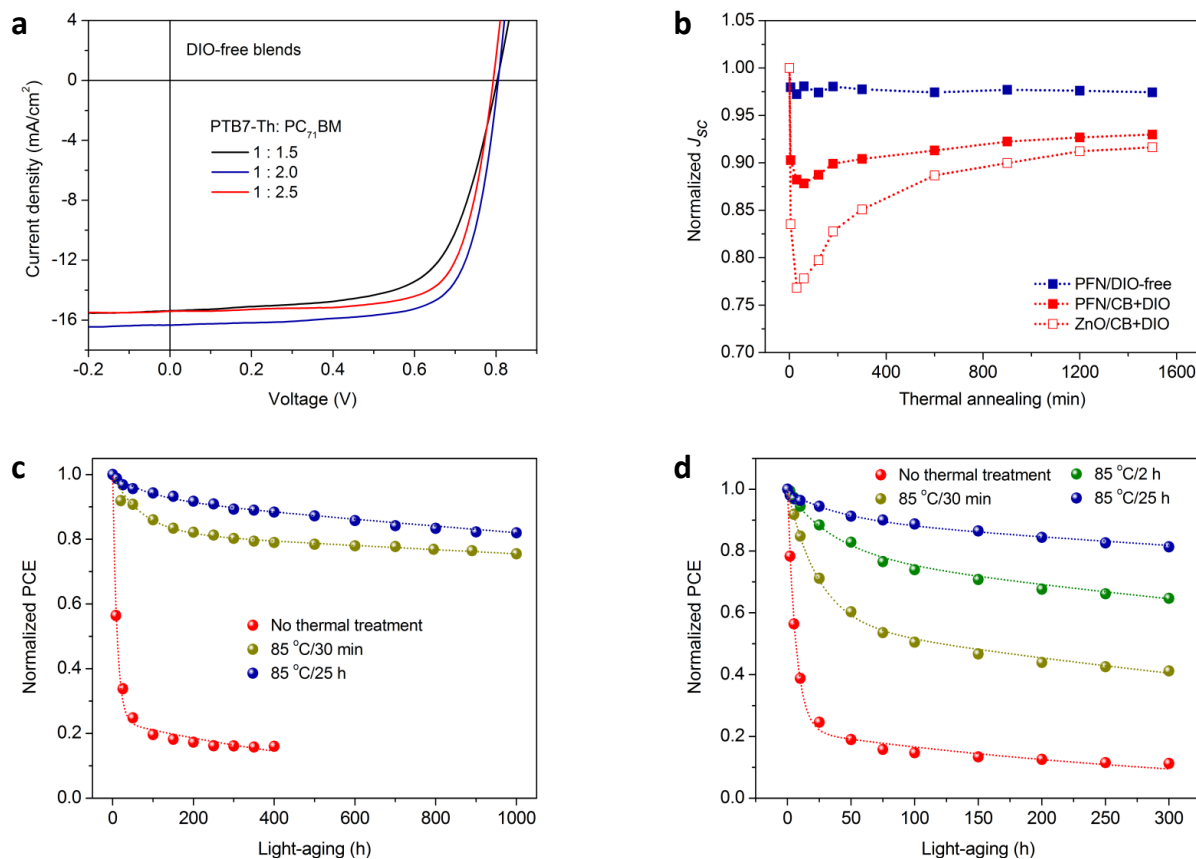 a
DIO-free blends
PTB7-Th: PC71BM
1 : 1.5
1 : 2.0
1 : 2.5
4
0
-4
-8
-12
-16
-0.2 0.0 0.2 0.4 0.6 0.8
Current density (mA/cm²)
Voltage (V)
b
1.05
1.00
0.95
0.90
0.85
0.80
0.75
0.70
PFN/DIO-free
PFN/CB+DIO
ZnO/CB+DIO
0 400 800 1200 1600
Normalized Jsc
Thermal annealing (min)
c
1.0
0.8
0.6
0.4
0.2
0.0
No thermal treatment
85 °C/30 min
85 °C/25 h
0 200 400 600 800 1000
Normalized PCE
Light-aging (h)
d
No thermal treatment
85 °C/30 min
85 °C/2 h
85 °C/25 h
1.0
0.8
0.6
0.4
0.2
0.0
0 50 100 150 200 250 300
Normalized PCE
Light-aging (h)